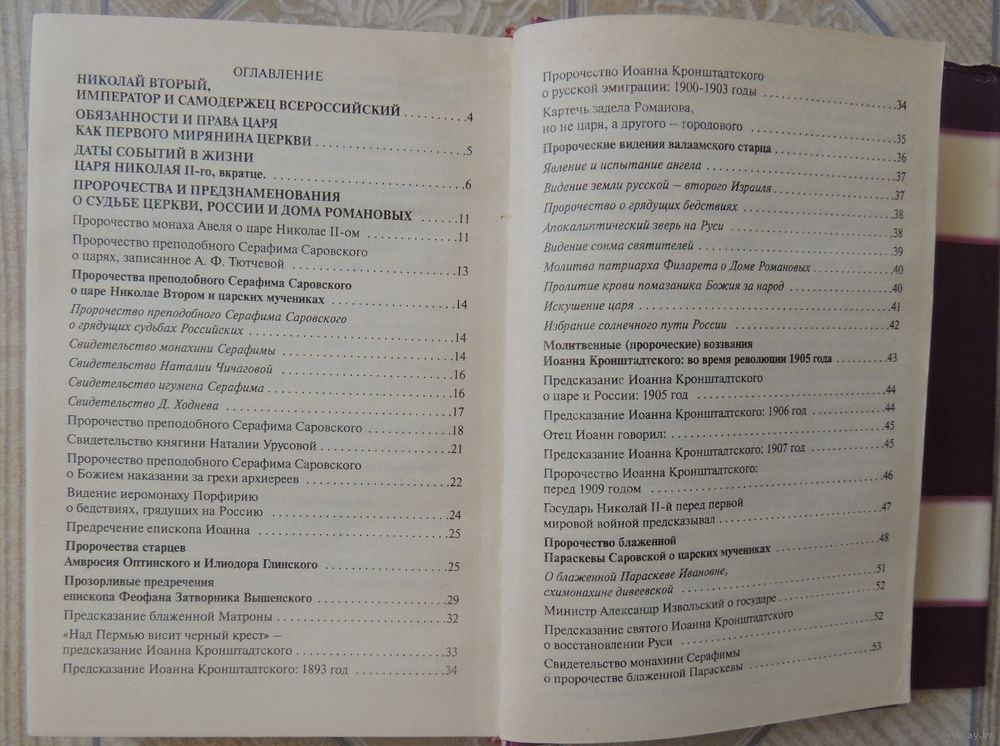 ОГЛАВЛЕНИЕ
НИКОЛАЙ ВТОРЫЙ,
ИМПЕРАТОР И САМОДЕРЖЕЦ ВСЕРОССИЙСКИЙ ..........4
ОБЯЗАННОСТИ И ПРАВА ЦАРЯ
КАК ПЕРВОГО МИРЯНИНА ЦЕРКВИ ..........5
ДАТЫ СОБЫТИЙ В ЖИЗНИ
ЦАРЯ НИКОЛАЯ II-го, вкратце. ..........6
ПРОРОЧЕСТВА И ПРЕДЗНАМЕНОВАНИЯ
О СУДЬБЕ ЦЕРКВИ, РОССИИ И ДОМА РОМАНОВЫХ ......11
Пророчество монаха Авеля о царе Николае II-ом ..........11
Пророчество преподобного Серафима Саровского
о царях, записанное А. Ф. Тютчевой ..........13
Пророчества преподобного Серафима Саровского
о царе Николае Втором и царских мучениках ..........14
Пророчество преподобного Серафима Саровского
о грядущих судьбах Российских ..........14
Свидетельство монахини Серафимы ..........14
Свидетельство Наталии Чичаговой ..........16
Свидетельство игумена Серафима ..........16
Свидетельство Д. Ходнева ..........17
Пророчество преподобного Серафима Саровского ..........18
Свидетельство княгини Наталии Урусовой ..........21
Пророчество преподобного Серафима Саровского
о Божием наказании за грехи архиереев ..........22
Видение иеромонаху Порфирию
о бедствиях, грядущих на Россию ..........24
Предречение епископа Иоанна ..........25
Пророчества старцев
Амвросия Оптинского и Илиодора Глинского ..........25
Прозорливые предречения
епископа Феофана Затворника Вышенского ..........29
Предсказание блаженной Матроны ..........32
«Над Пермью висит черный крест» –
предсказание Иоанна Кронштадтского ..........33
Предсказание Иоанна Кронштадтского: 1893 год ..........34
Пророчество Иоанна Кронштадтского
о русской эмиграции: 1900-1903 годы ..........34
Картечь задела Романова,
но не царя, а другого – городового ..........35
Пророческие видения валаамского старца ..........36
Явление и испытание ангела ..........37
Видение земли русской – второго Израиля ..........37
Пророчество о грядущих бедствиях ..........38
Апокалиптический зверь на Руси ..........38
Видение сонма святителей ..........39
Молитва патриарха Филарета о Доме Романовых ..........40
Пролитие крови помазаника Божия за народ ..........40
Искушение царя ..........41
Избрание солнечного пути России ..........42
Молитвенные (пророческие) воззвания
Иоанна Кронштадтского: во время революции 1905 года ..........43
Предсказание Иоанна Кронштадтского
о царе и России: 1905 год ..........44
Предсказание Иоанна Кронштадтского: 1906 год ..........44
Отец Иоанн говорил: ..........45
Предсказание Иоанна Кронштадтского: 1907 год ..........45
Пророчество Иоанна Кронштадтского:
перед 1909 годом ..........46
Государь Николай II-й перед первой
мировой войной предсказывал ..........47
Пророчество блаженной
Параскевы Саровской о царских мучениках ..........48
О блаженной Параскеве Ивановне,
схимонахине дивеевской ..........51
Министр Александр Извольский о государе ..........52
Предсказание святого Иоанна Кронштадтского
о восстановлении Руси ..........52
Свидетельство монахини Серафимы
о пророчестве блаженной Параскевы ..........53
www.ay.by